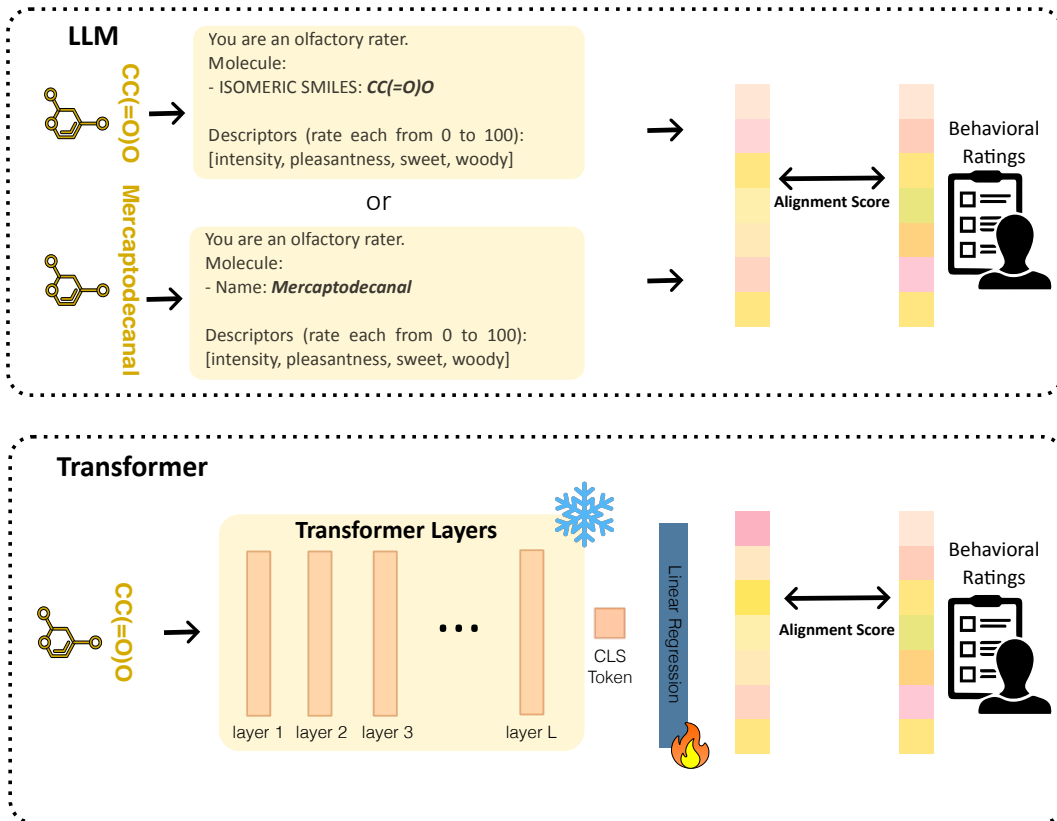 LLM
CC(=O)O
You are an olfactory rater.
Molecule:
- ISOMERIC SMILES: CC(=O)O
Descriptors (rate each from 0 to 100):
[intensity, pleasantness, sweet, woody]
or
Mercaptodecanal
You are an olfactory rater.
Molecule:
- Name: Mercaptodecanal
Descriptors (rate each from 0 to 100):
[intensity, pleasantness, sweet, woody]
Alignment Score
Behavioral
Ratings
Transformer
CC(=O)O
Transformer Layers
layer 1
layer 2
layer 3
...
layer L
CLS
Token
Linear Regression
Alignment Score
Behavioral
Ratings